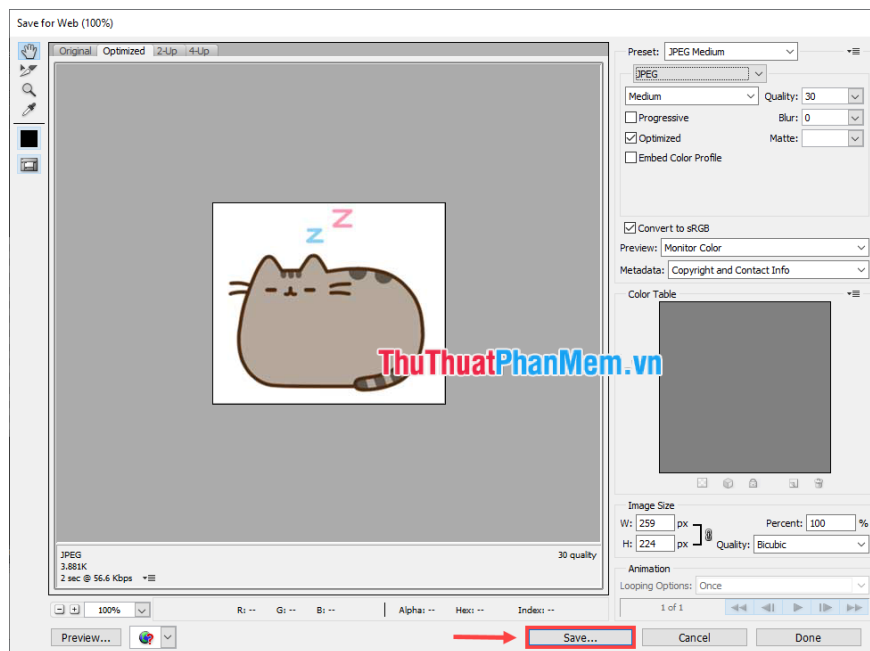 Save for Web (100%)
Original Optimized 2-Up 4-Up
Preset: JPEG Medium
JPEG
Medium Quality: 30
Progressive Blur: 0
Optimized Matte:
Embed Color Profile
Convert to sRGB
Preview: Monitor Color
Metadata: Copyright and Contact Info
Color Table
Z
Z
ThuThuatPhanMem.vn
Image Size
W: 259 px Percent: 100 %
H: 224 px Quality: Bicubic
JPEG 30 quality
3.881K
2 sec @ 56.6 Kbps
Animation
Looping Options: Once
1 of 1
100% R: -- G: -- B: -- Alpha: -- Hex: -- Index: --
Preview... Save... Cancel Done